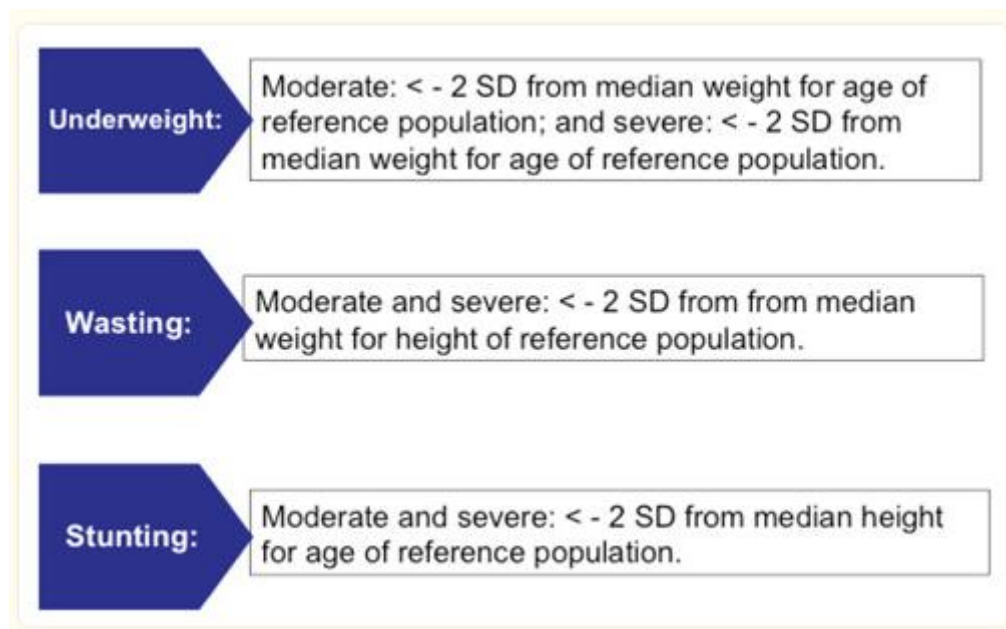 Underweight:
Moderate: < - 2 SD from median weight for age of
reference population; and severe: < - 2 SD from
median weight for age of reference population.
Wasting:
Moderate and severe: < - 2 SD from from median
weight for height of reference population.
Stunting:
Moderate and severe: < - 2 SD from median height
for age of reference population.